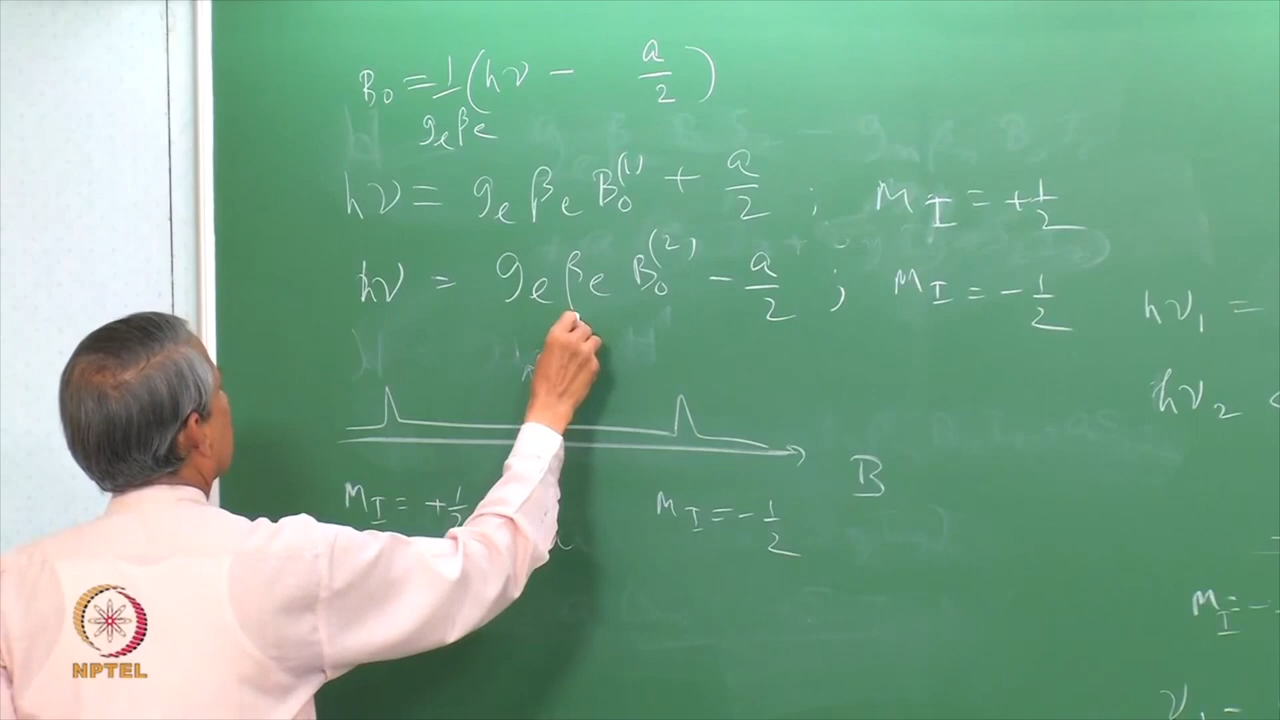 B₀ = 1/(gₑβₑ) (hν − a/2)
hν = gₑ βₑ B₀⁽¹⁾ + a/2 ; M_I = +1/2
hν = gₑ βₑ B₀⁽²⁾ − a/2 ; M_I = −1/2
hν₁ =
hν₂
B
M_I = +1/2
M_I = −1/2
M_I = −
ν₁ −
NPTEL